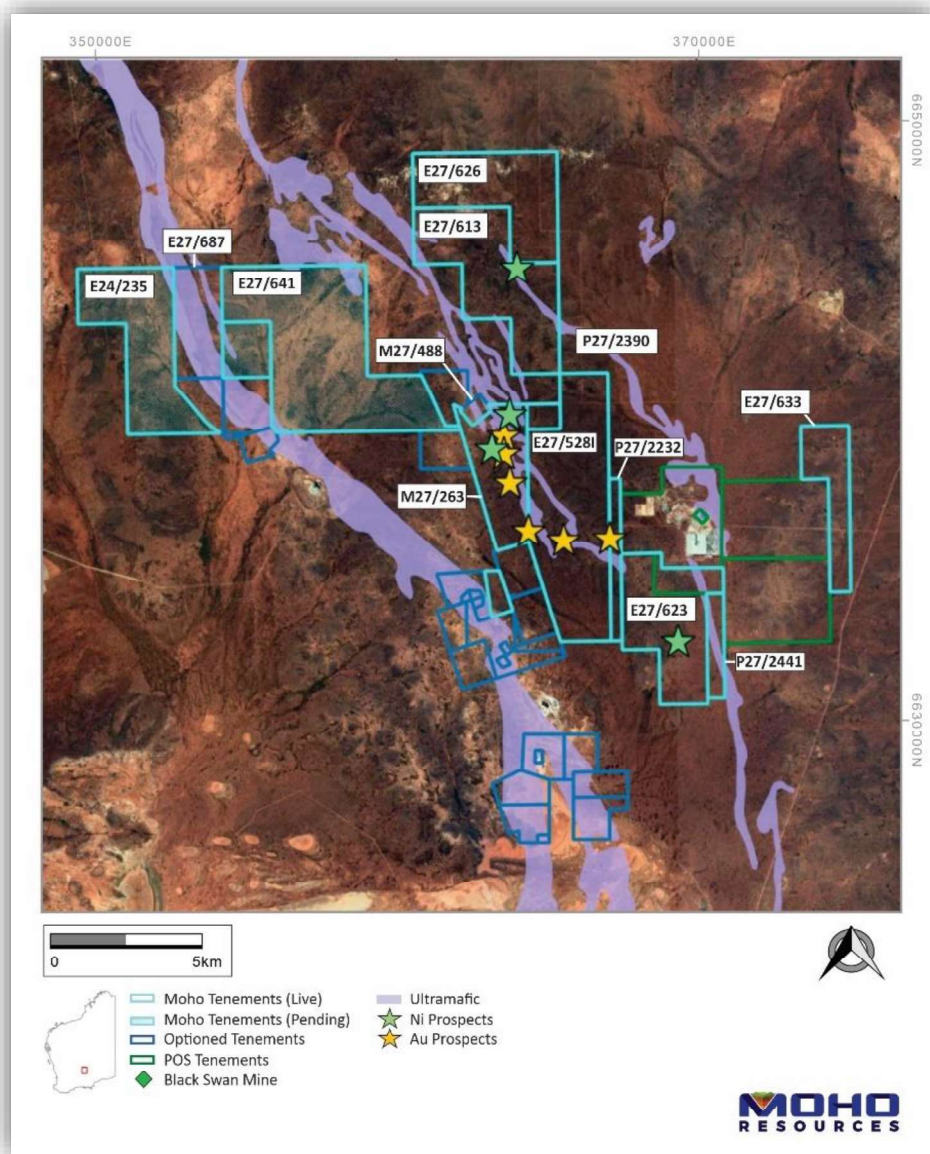 350000E
370000E
6650000N
E27/626
E27/613
E27/687
E24/235
E27/641
P27/2390
M27/488
E27/633
E27/528I
P27/2232
M27/263
E27/623
P27/2441
6630000N
0
5km
Moho Tenements (Live)
Moho Tenements (Pending)
Optioned Tenements
POS Tenements
Black Swan Mine
Ultramafic
Ni Prospects
Au Prospects
MOHO
RESOURCES